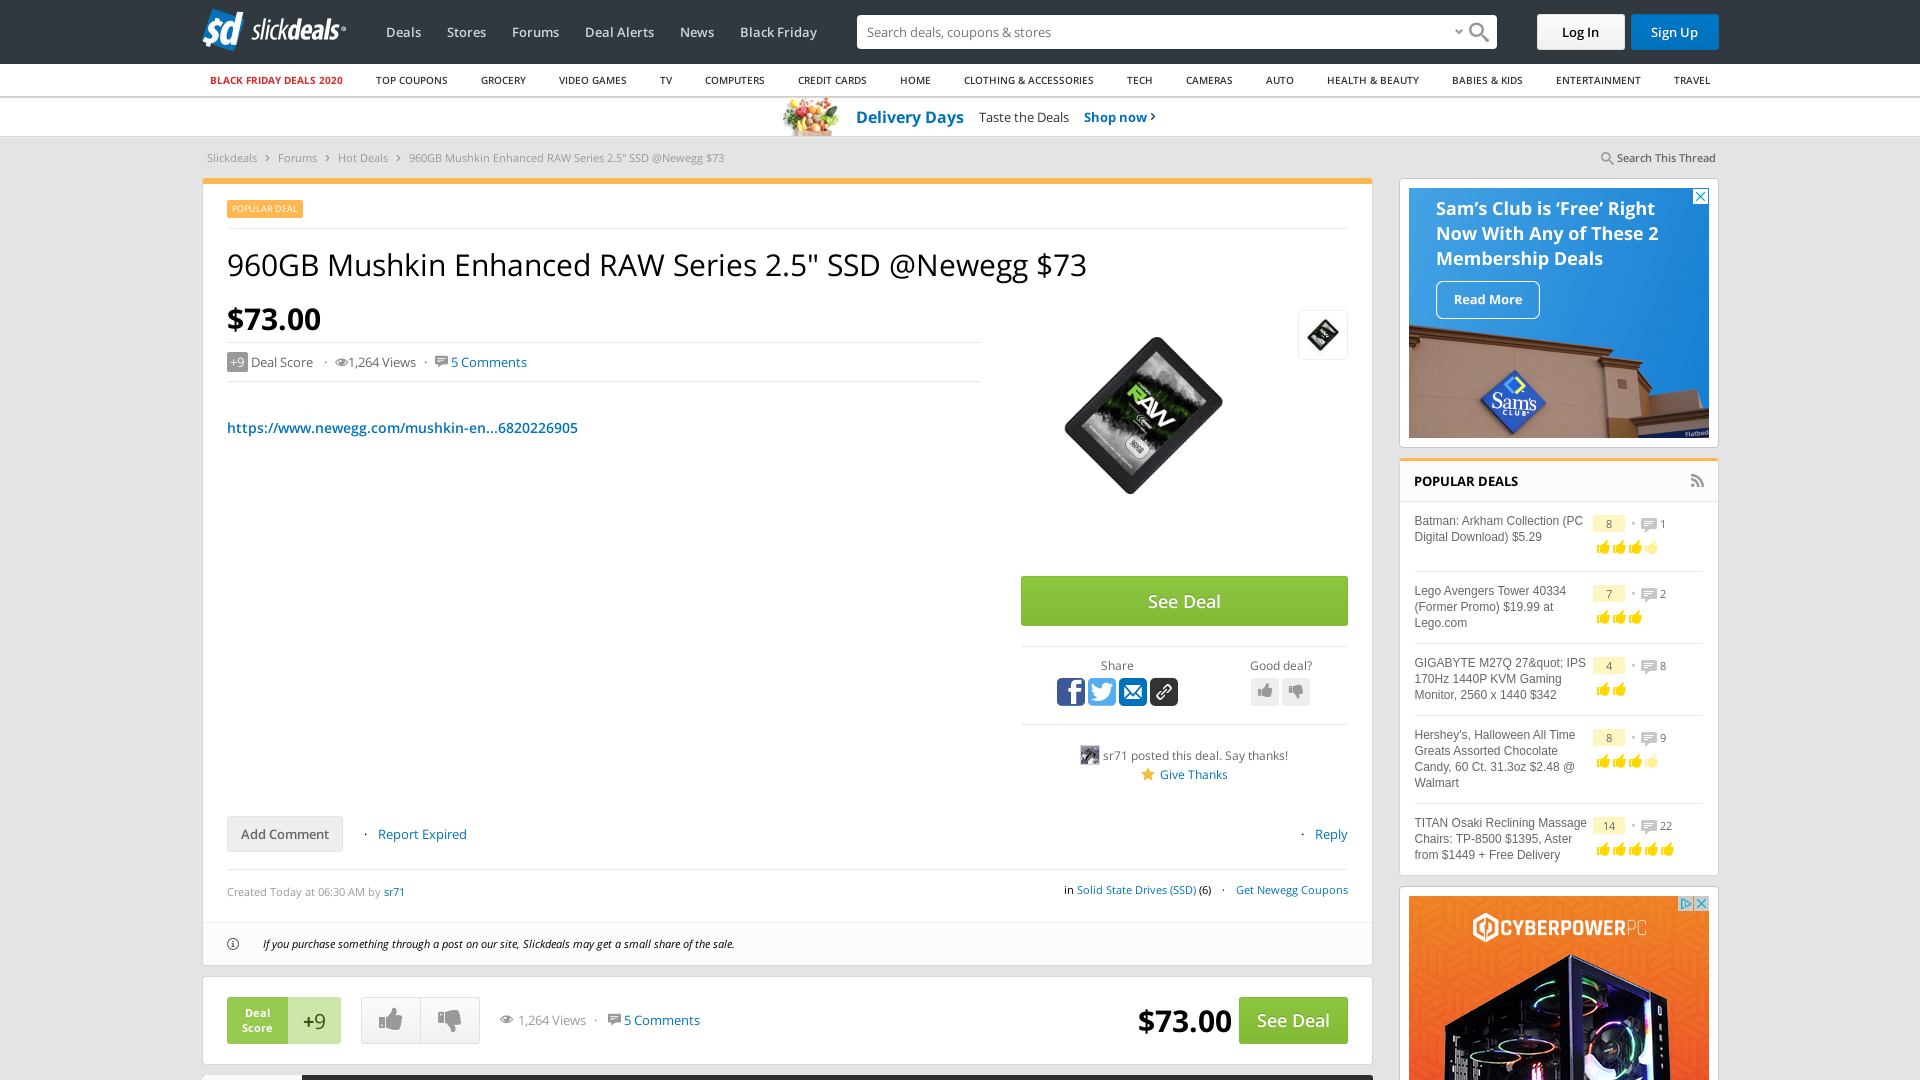 slickdeals
Deals
Stores
Forums
Deal Alerts
News
Black Friday
Search deals, coupons & stores
Log In
Sign Up
BLACK FRIDAY DEALS 2020
TOP COUPONS
GROCERY
VIDEO GAMES
TV
COMPUTERS
CREDIT CARDS
HOME
CLOTHING & ACCESSORIES
TECH
CAMERAS
AUTO
HEALTH & BEAUTY
BABIES & KIDS
ENTERTAINMENT
TRAVEL
Delivery Days Taste the Deals Shop now
Slickdeals › Forums › Hot Deals › 960GB Mushkin Enhanced RAW Series 2.5" SSD @Newegg $73
Search This Thread
POPULAR DEAL
960GB Mushkin Enhanced RAW Series 2.5" SSD @Newegg $73
$73.00
+9 Deal Score · 1,264 Views · 5 Comments
https://www.newegg.com/mushkin-en...6820226905
RAW
See Deal
Share
Good deal?
sr71 posted this deal. Say thanks!
Give Thanks
Add Comment
· Report Expired
· Reply
Created Today at 06:30 AM by sr71
in Solid State Drives (SSD) (6) · Get Newegg Coupons
If you purchase something through a post on our site, Slickdeals may get a small share of the sale.
Deal
Score
+9
1,264 Views · 5 Comments
$73.00
See Deal
Sam's Club is 'Free' Right
Now With Any of These 2
Membership Deals
Read More
Sam's
CLUB
Flatbed
POPULAR DEALS
Batman: Arkham Collection (PC
Digital Download) $5.29
8 · 1
Lego Avengers Tower 40334
(Former Promo) $19.99 at
Lego.com
7 · 2
GIGABYTE M27Q 27&quot; IPS
170Hz 1440P KVM Gaming
Monitor, 2560 x 1440 $342
4 · 8
Hershey's, Halloween All Time
Greats Assorted Chocolate
Candy, 60 Ct. 31.3oz $2.48 @
Walmart
8 · 9
TITAN Osaki Reclining Massage
Chairs: TP-8500 $1395, Aster
from $1449 + Free Delivery
14 · 22
CYBERPOWERPC